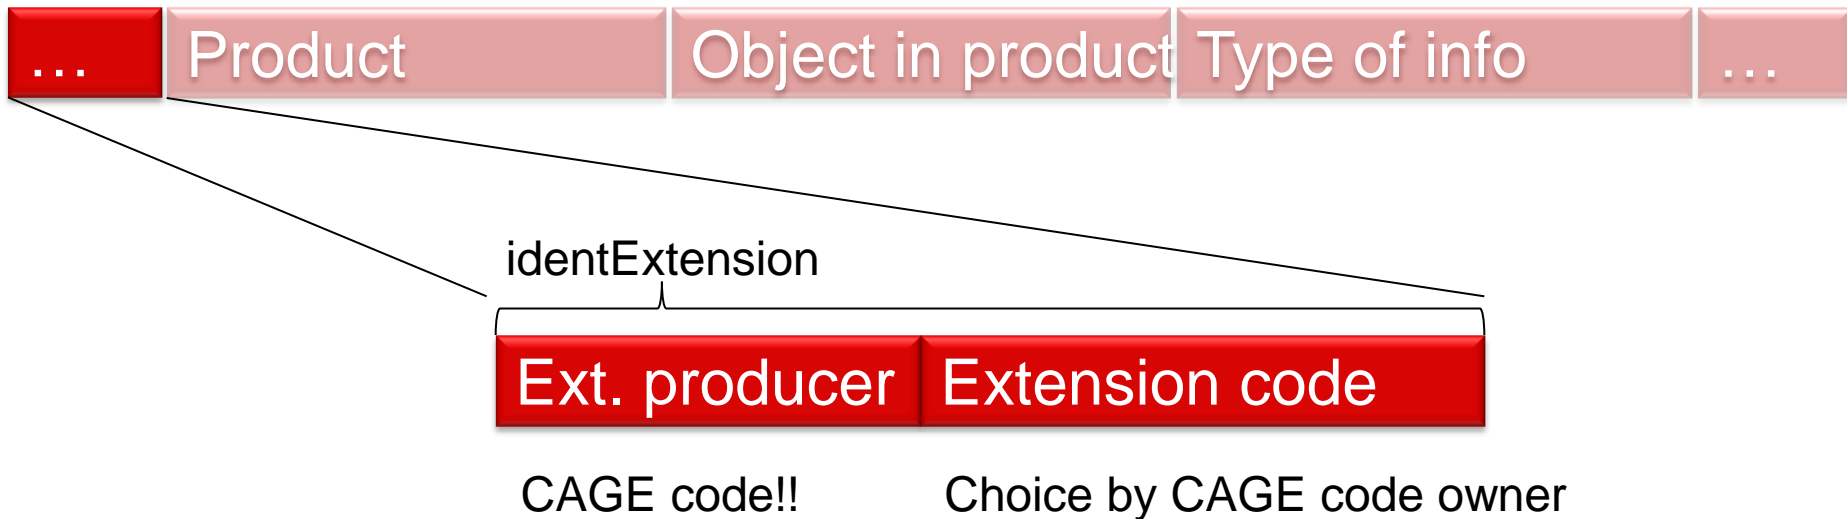 … Product Object in product Type of info …
identExtension
Ext. producer Extension code
CAGE code!! Choice by CAGE code owner